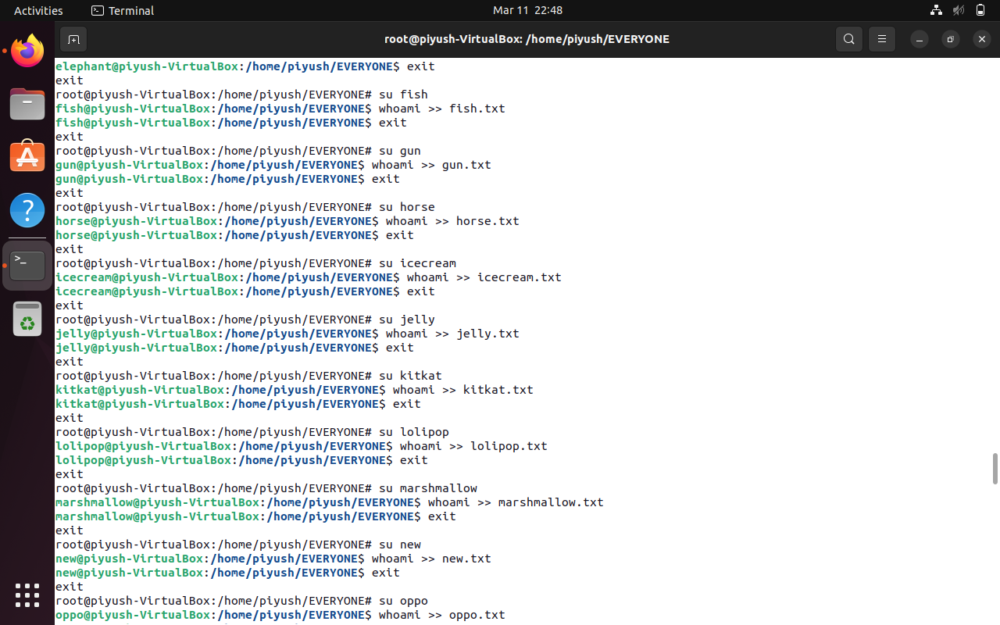 Activities
Terminal
Mar 11 22:48
root@piyush-VirtualBox: /home/piyush/EVERYONE
elephant@piyush-VirtualBox:/home/piyush/EVERYONE$ exit
exit
root@piyush-VirtualBox:/home/piyush/EVERYONE# su fish
fish@piyush-VirtualBox:/home/piyush/EVERYONE$ whoami >> fish.txt
fish@piyush-VirtualBox:/home/piyush/EVERYONE$ exit
exit
root@piyush-VirtualBox:/home/piyush/EVERYONE# su gun
gun@piyush-VirtualBox:/home/piyush/EVERYONE$ whoami >> gun.txt
gun@piyush-VirtualBox:/home/piyush/EVERYONE$ exit
exit
root@piyush-VirtualBox:/home/piyush/EVERYONE# su horse
horse@piyush-VirtualBox:/home/piyush/EVERYONE$ whoami >> horse.txt
horse@piyush-VirtualBox:/home/piyush/EVERYONE$ exit
exit
root@piyush-VirtualBox:/home/piyush/EVERYONE# su icecream
icecream@piyush-VirtualBox:/home/piyush/EVERYONE$ whoami >> icecream.txt
icecream@piyush-VirtualBox:/home/piyush/EVERYONE$ exit
exit
root@piyush-VirtualBox:/home/piyush/EVERYONE# su jelly
jelly@piyush-VirtualBox:/home/piyush/EVERYONE$ whoami >> jelly.txt
jelly@piyush-VirtualBox:/home/piyush/EVERYONE$ exit
exit
root@piyush-VirtualBox:/home/piyush/EVERYONE# su kitkat
kitkat@piyush-VirtualBox:/home/piyush/EVERYONE$ whoami >> kitkat.txt
kitkat@piyush-VirtualBox:/home/piyush/EVERYONE$ exit
exit
root@piyush-VirtualBox:/home/piyush/EVERYONE# su lolipop
lolipop@piyush-VirtualBox:/home/piyush/EVERYONE$ whoami >> lolipop.txt
lolipop@piyush-VirtualBox:/home/piyush/EVERYONE$ exit
exit
root@piyush-VirtualBox:/home/piyush/EVERYONE# su marshmallow
marshmallow@piyush-VirtualBox:/home/piyush/EVERYONE$ whoami >> marshmallow.txt
marshmallow@piyush-VirtualBox:/home/piyush/EVERYONE$ exit
exit
root@piyush-VirtualBox:/home/piyush/EVERYONE# su new
new@piyush-VirtualBox:/home/piyush/EVERYONE$ whoami >> new.txt
new@piyush-VirtualBox:/home/piyush/EVERYONE$ exit
exit
root@piyush-VirtualBox:/home/piyush/EVERYONE# su oppo
oppo@piyush-VirtualBox:/home/piyush/EVERYONE$ whoami >> oppo.txt